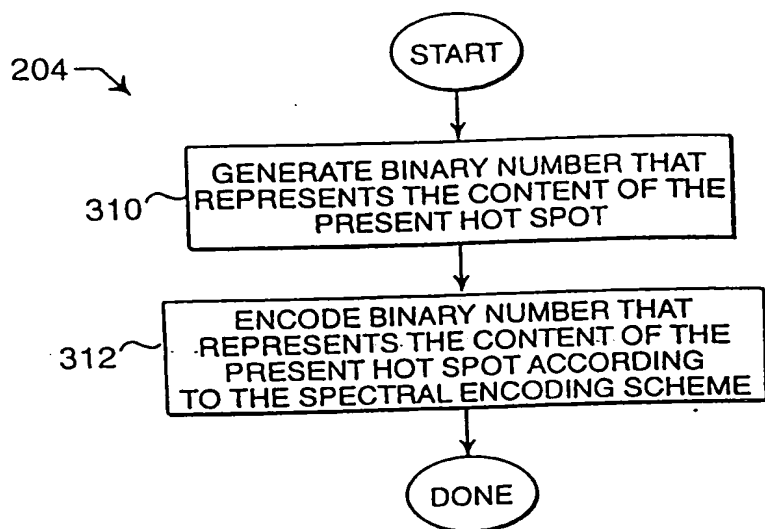 START
204
GENERATE BINARY NUMBER THAT
REPRESENTS THE CONTENT OF THE
PRESENT HOT SPOT
310
ENCODE BINARY NUMBER THAT
REPRESENTS THE CONTENT OF THE
PRESENT HOT SPOT ACCORDING
TO THE SPECTRAL ENCODING SCHEME
312
DONE